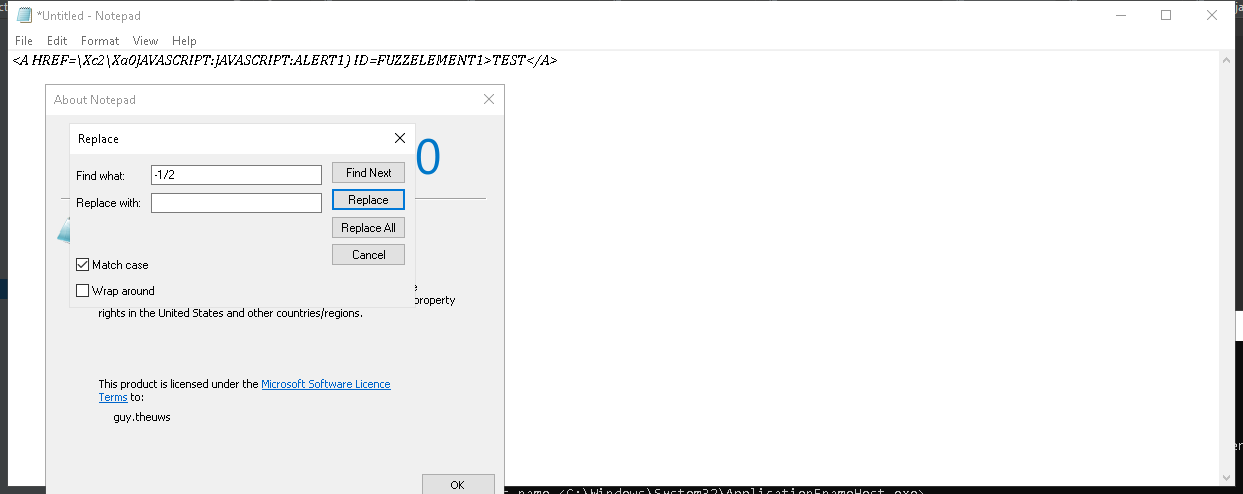 *Untitled - Notepad
File Edit Format View Help
<A HREF=\Xc2\Xa0JAVASCRIPT:JAVASCRIPT:ALERT1) ID=FUZZELEMENT1>TEST</A>
About Notepad
Replace
0
Find what: -1/2 Find Next
Replace with: Replace
Replace All
Cancel
Match case
Wrap around
property
rights in the United States and other countries/regions.
This product is licensed under the Microsoft Software Licence
Terms to:
guy.theuws
OK
name <C:\Windows\System32\ApplicationFrameHost.exe>